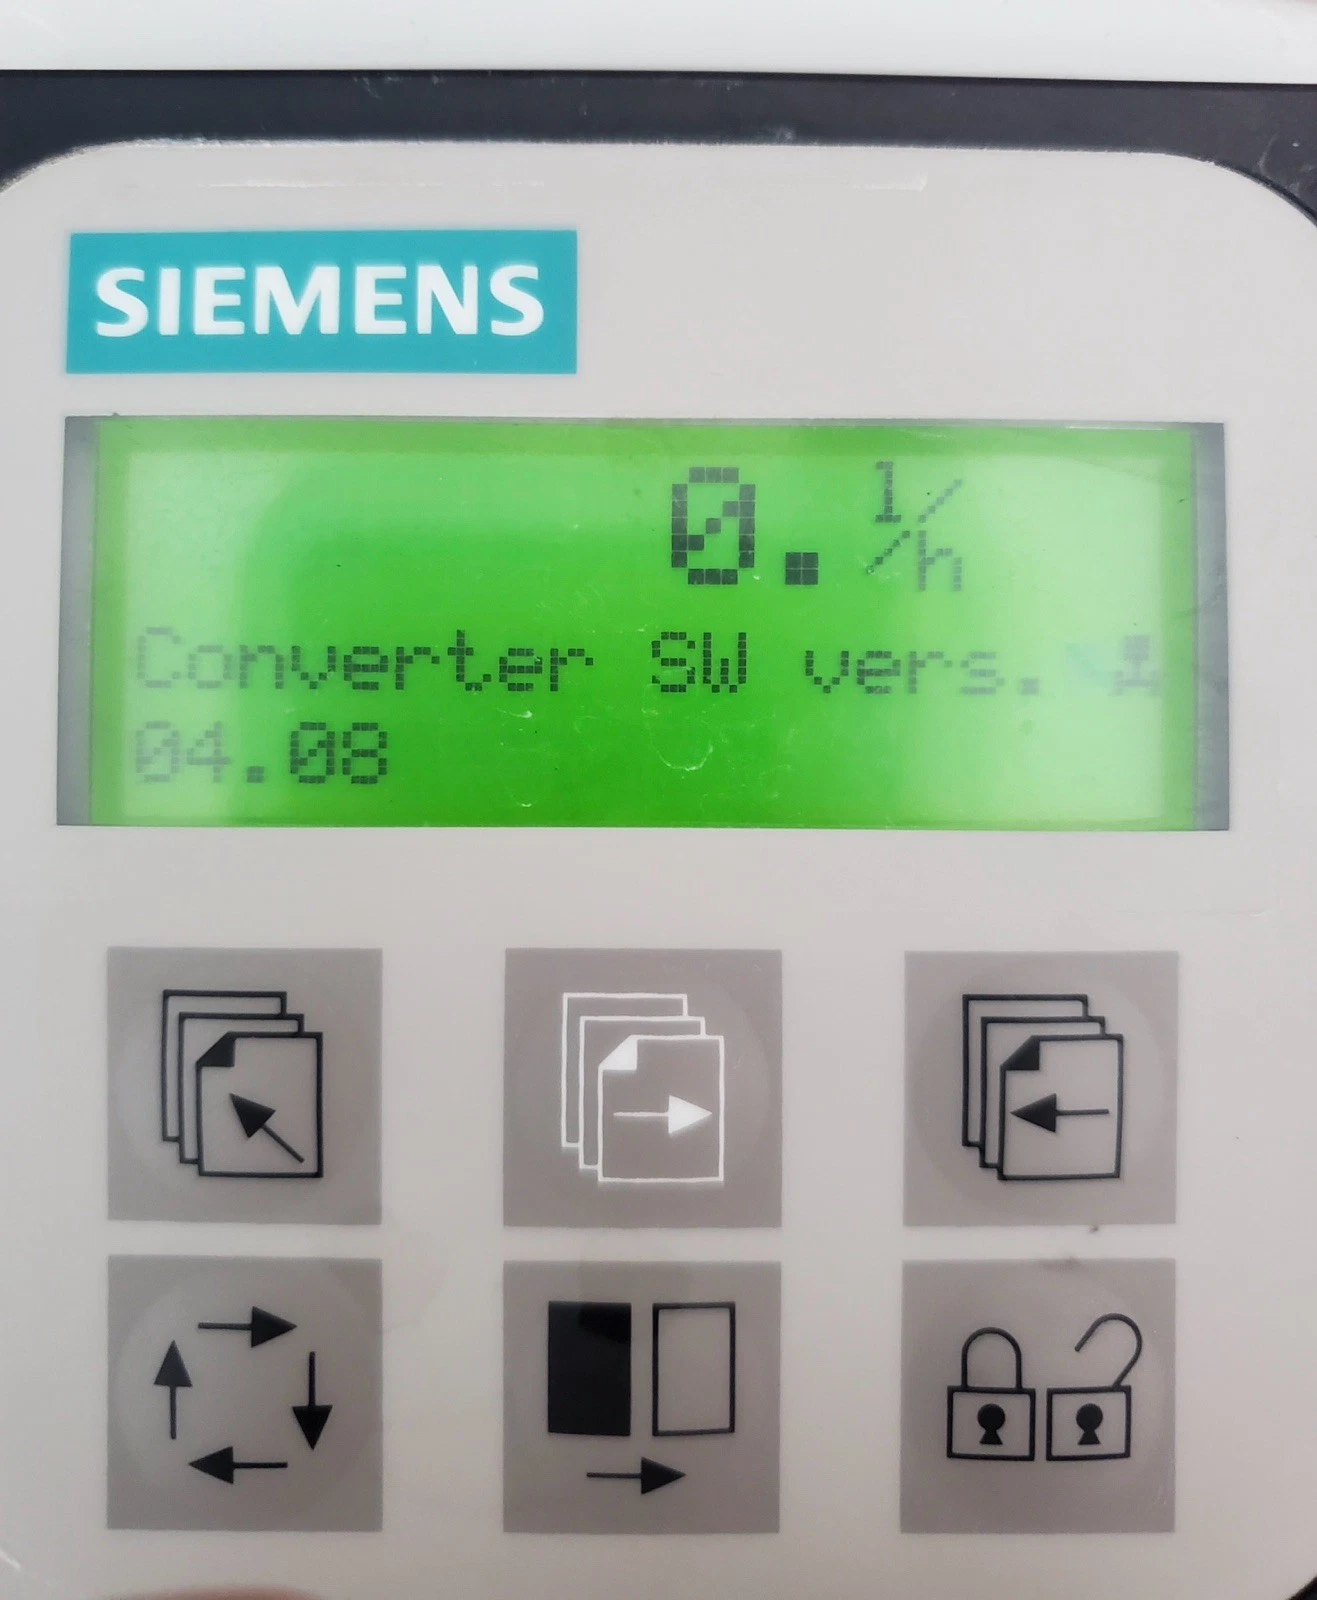 SIEMENS
0. l/h
Converter SW vers.
04.08